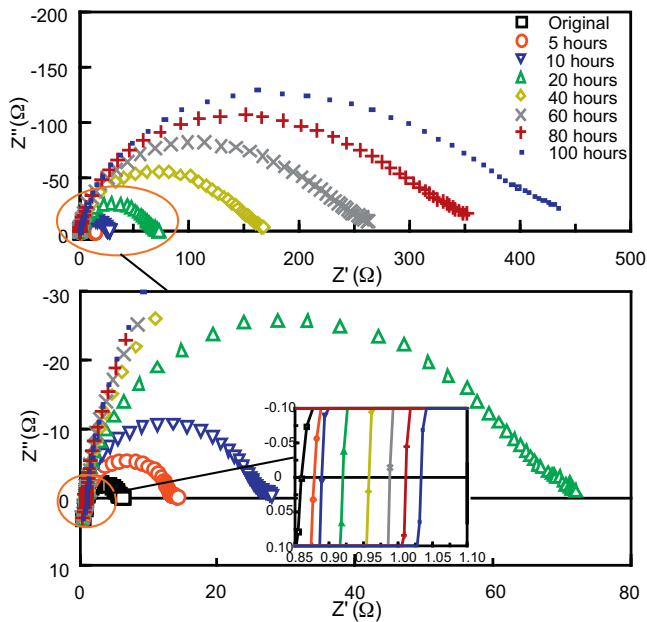 -200
-150
-100
-50
0
Z''(Ω)
Original
5 hours
10 hours
20 hours
40 hours
60 hours
80 hours
100 hours
0 100 200 300 400 500
Z' (Ω)
-30
-20
-10
0
10
Z''(Ω)
-0.10
-0.05
0
0.05
0.10
0.85 0.90 0.95 1.00 1.05 1.10
0 20 40 60 80
Z' (Ω)